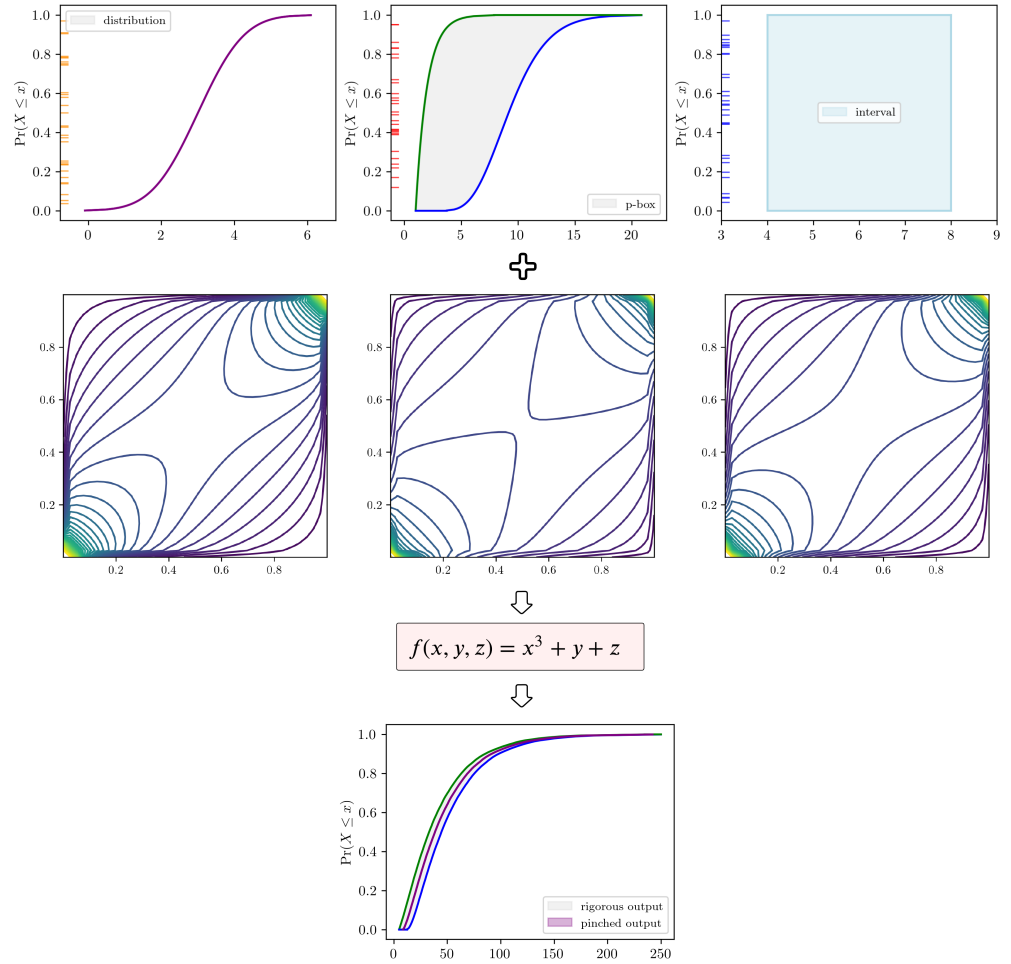 distribution
1.0
0.8
0.6
0.4
0.2
0.0
Pr(X ≤ x)
0 2 4 6
1.0
0.8
0.6
0.4
0.2
0.0
Pr(X ≤ x)
p-box
0 5 10 15 20
1.0
0.8
0.6
0.4
0.2
0.0
Pr(X ≤ x)
interval
3 4 5 6 7 8 9
0.8
0.6
0.4
0.2
0.2 0.4 0.6 0.8
0.8
0.6
0.4
0.2
0.2 0.4 0.6 0.8
0.8
0.6
0.4
0.2
0.2 0.4 0.6 0.8
f(x, y, z) = x³ + y + z
1.0
0.8
0.6
0.4
0.2
0.0
Pr(X ≤ x)
rigorous output
pinched output
0 50 100 150 200 250